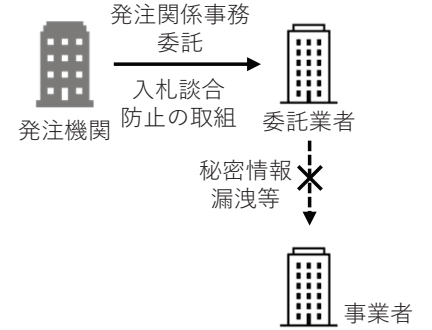 発注関係事務
委託
入札談合
防止の取組
発注機関
委託業者
秘密情報
漏洩等
事業者